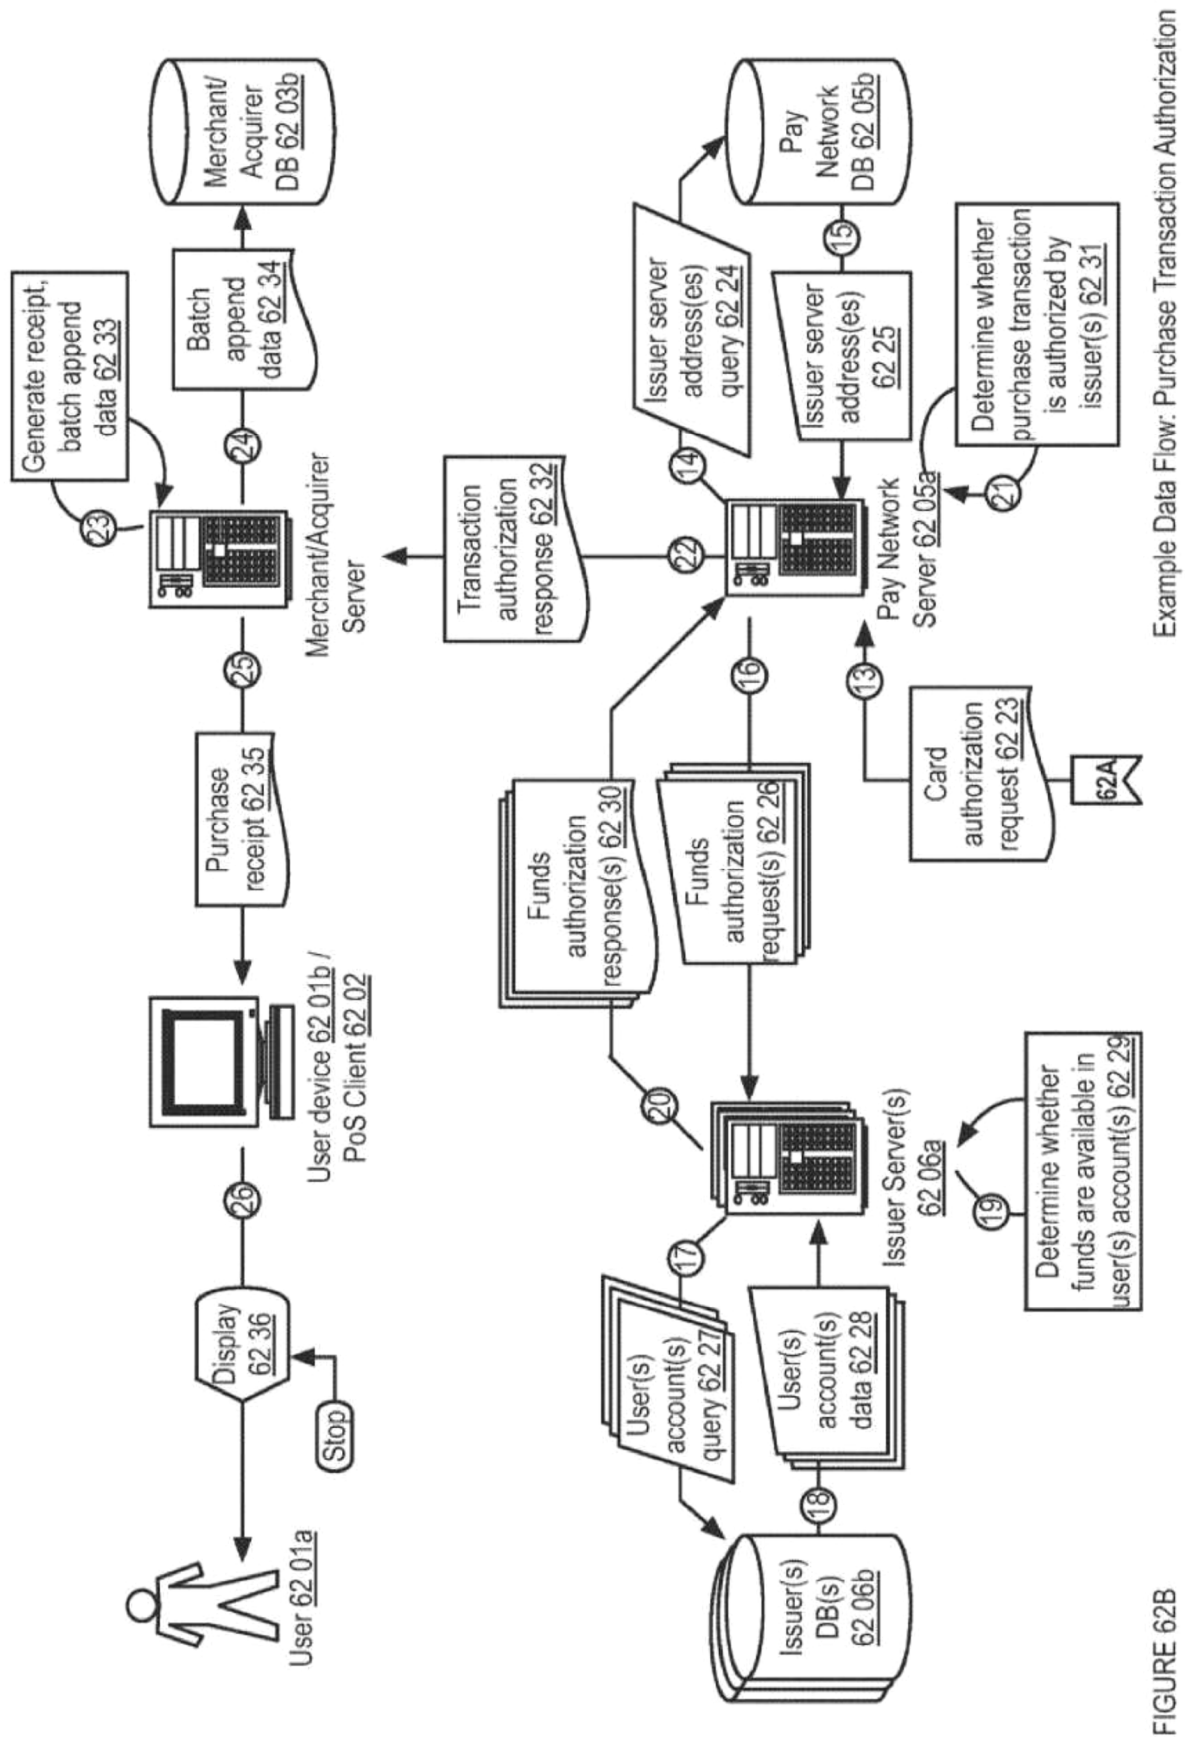 User 62 01a
Display
62 36
Stop
26
User device 62 01b /
PoS Client 62 02
Purchase
receipt 62 35
25
Merchant/Acquirer
Server
23
Generate receipt,
batch append
data 62 33
24
Batch
append
data 62 34
Merchant/
Acquirer
DB 62 03b
Transaction
authorization
response 62 32
22
Issuer(s)
DB(s)
62 06b
User(s)
account(s)
query 62 27
17
18
User(s)
account(s)
data 62 28
Issuer Server(s)
62 06a
19
Determine whether
funds are available in
user(s) account(s) 62 29
20
Funds
authorization
response(s) 62 30
Funds
authorization
request(s) 62 26
16
13
Card
authorization
request 62 23
62A
Pay Network
Server 62 05a
14
Issuer server
address(es)
query 62 24
15
Issuer server
address(es)
62 25
Pay
Network
DB 62 05b
21
Determine whether
purchase transaction
is authorized by
issuer(s) 62 31
FIGURE 62B
Example Data Flow: Purchase Transaction Authorization